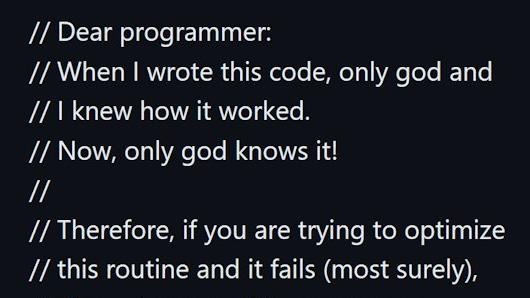 // Dear programmer:
// When I wrote this code, only god and
// I knew how it worked.
// Now, only god knows it!
//
// Therefore, if you are trying to optimize
// this routine and it fails (most surely),